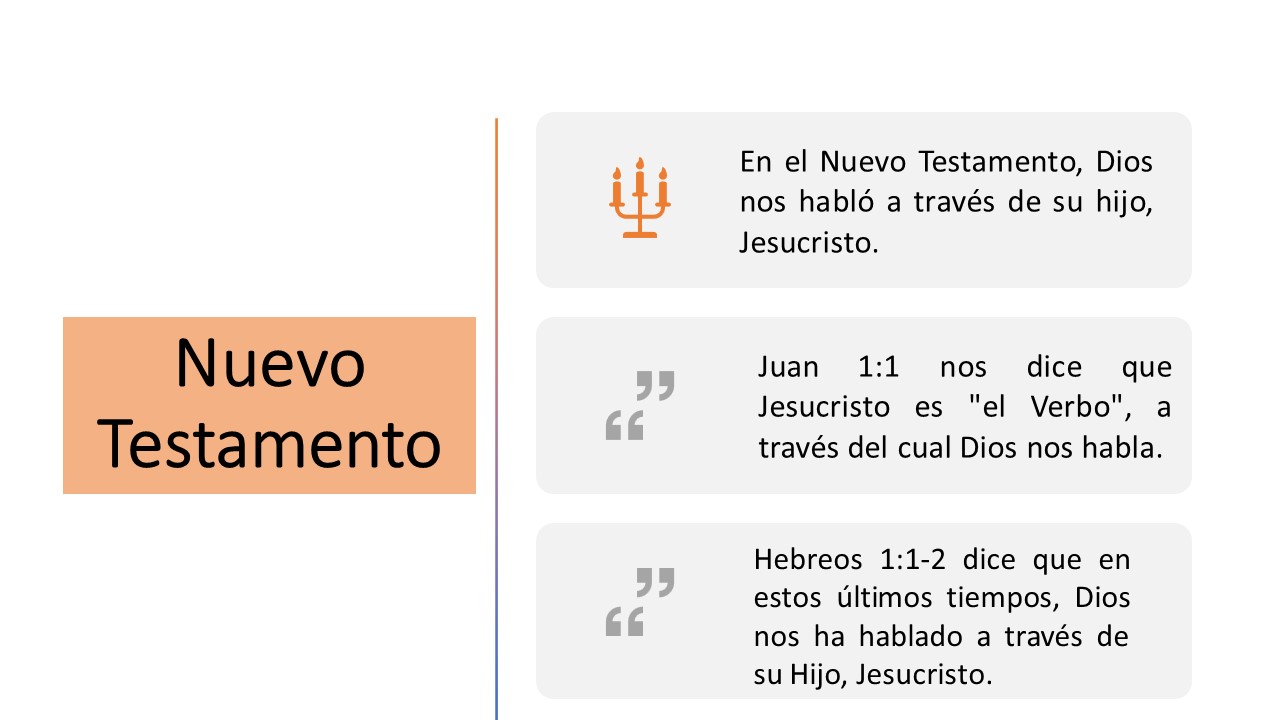 Nuevo
Testamento
En el Nuevo Testamento, Dios
nos habló a través de su hijo,
Jesucristo.
Juan 1:1 nos dice que
Jesucristo es "el Verbo", a
través del cual Dios nos habla.
Hebreos 1:1-2 dice que en
estos últimos tiempos, Dios
nos ha hablado a través de
su Hijo, Jesucristo.